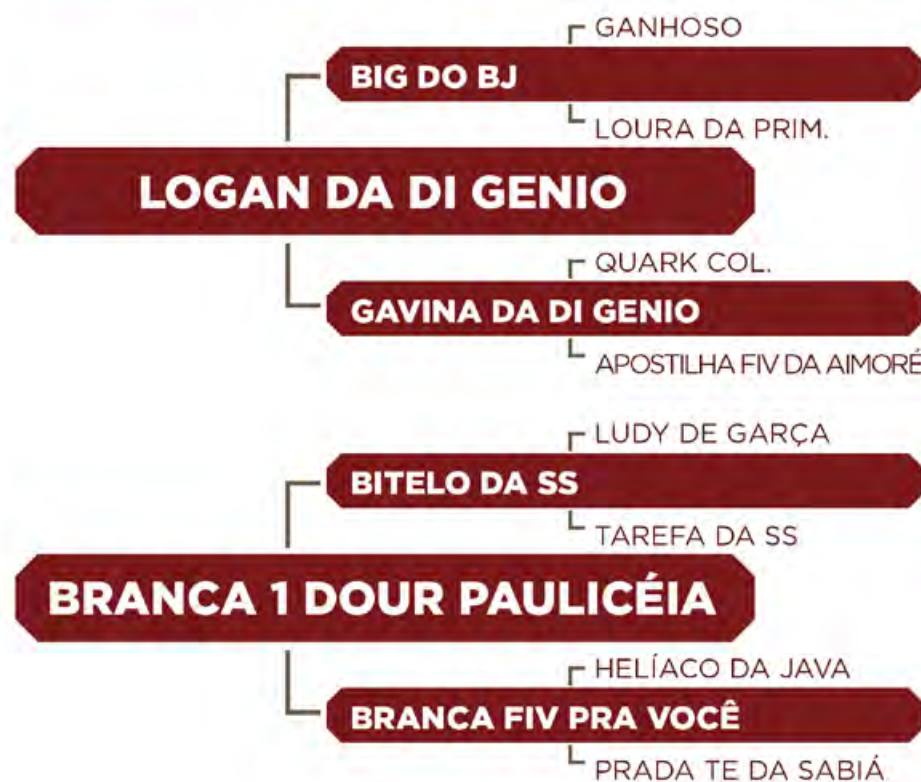 GANHOSO
BIG DO BJ
LOURA DA PRIM.
LOGAN DA DI GENIO
QUARK COL.
GAVINA DA DI GENIO
APOSTILHA FIV DA AIMORÉ
LUDY DE GARÇA
BITELO DA SS
TAREFA DA SS
BRANCA 1 DOUR PAULICÉIA
HELÍACO DA JAVA
BRANCA FIV PRA VOCÊ
PRADA TE DA SABIÁ